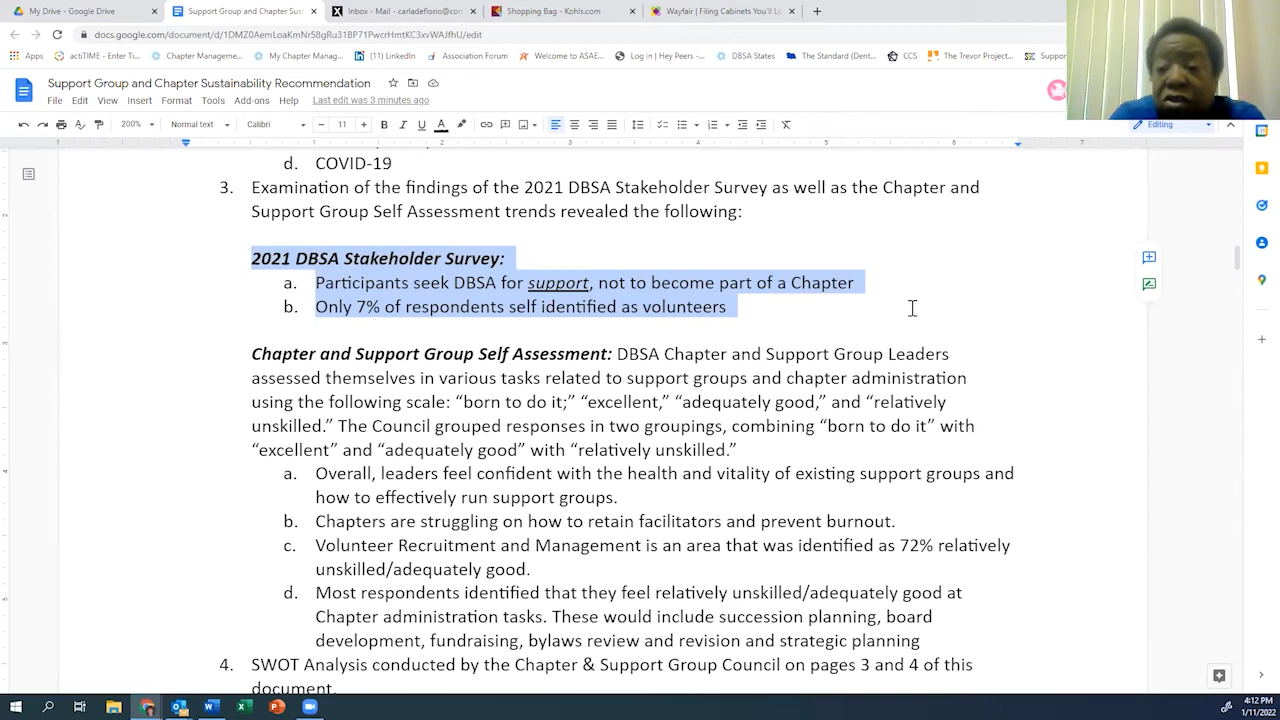 My Drive - Google Drive
Support Group and Chapter Sus
Inbox - Mail - carladeflorio@con
Shopping Bag - Kohls.com
Wayfair | Filing Cabinets You'll Lo
docs.google.com/document/d/1DMZ0AemLoaKmNr58gRu31BP71PwcrHmtKC3xvWAJfhU/edit
Apps
actiTIME - Enter Ti...
Chapter Manageme...
My Chapter Manag...
(11) LinkedIn
Association Forum
Welcome to ASAE...
Log in | Hey Peers -...
DBSA States
The Standard (Dent...
CCS
The Trevor Project...
Suppo
Support Group and Chapter Sustainability Recommendation
File Edit View Insert Format Tools Add-ons Help Last edit was 3 minutes ago
200% Normal text Calibri 11 Editing
1 1 2 3 4 5 6 7
d. COVID-19
3. Examination of the findings of the 2021 DBSA Stakeholder Survey as well as the Chapter and
Support Group Self Assessment trends revealed the following:
2021 DBSA Stakeholder Survey:
a. Participants seek DBSA for support, not to become part of a Chapter
b. Only 7% of respondents self identified as volunteers
Chapter and Support Group Self Assessment: DBSA Chapter and Support Group Leaders
assessed themselves in various tasks related to support groups and chapter administration
using the following scale: “born to do it;” “excellent,” “adequately good,” and “relatively
unskilled.” The Council grouped responses in two groupings, combining “born to do it” with
“excellent” and “adequately good” with “relatively unskilled.”
a. Overall, leaders feel confident with the health and vitality of existing support groups and
how to effectively run support groups.
b. Chapters are struggling on how to retain facilitators and prevent burnout.
c. Volunteer Recruitment and Management is an area that was identified as 72% relatively
unskilled/adequately good.
d. Most respondents identified that they feel relatively unskilled/adequately good at
Chapter administration tasks. These would include succession planning, board
development, fundraising, bylaws review and revision and strategic planning
4. SWOT Analysis conducted by the Chapter & Support Group Council on pages 3 and 4 of this
document.
4:12 PM
1/11/2022